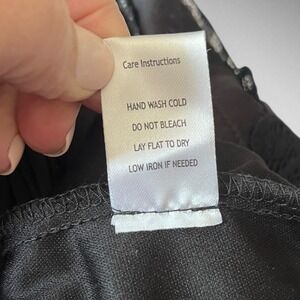 Care Instructions
HAND WASH COLD
DO NOT BLEACH
LAY FLAT TO DRY
LOW IRON IF NEEDED